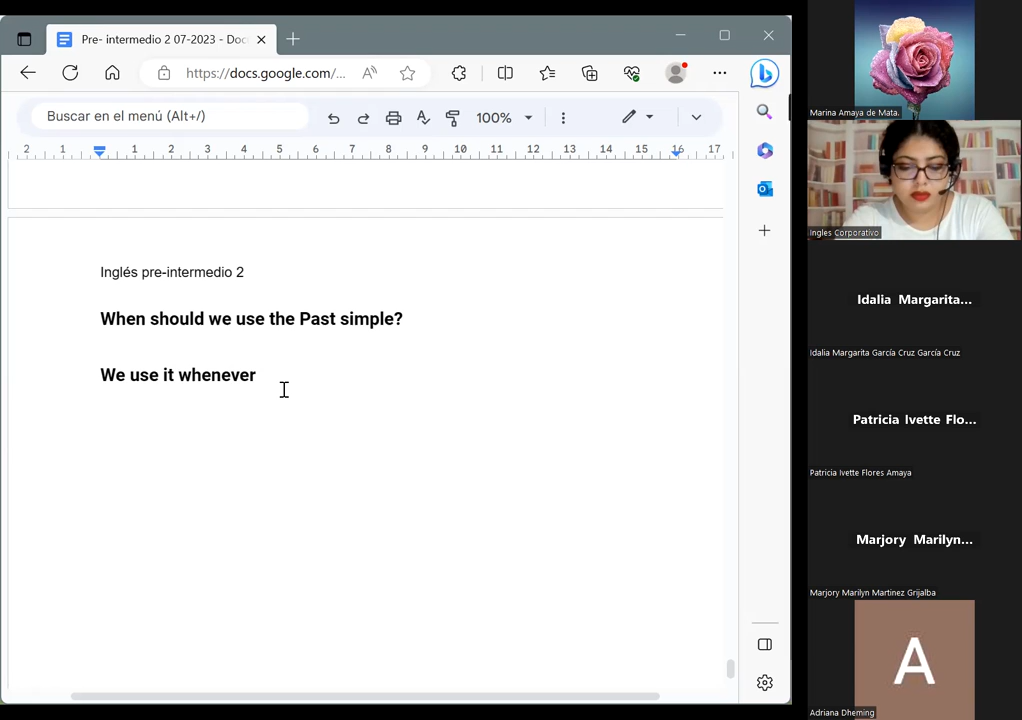 Pre- intermedio 2 07-2023 - Doc
https://docs.google.com/...
Buscar en el menú (Alt+/)
100%
2 1 1 2 3 4 5 6 7 8 9 10 11 12 13 14 15 16 17
Inglés pre-intermedio 2
When should we use the Past simple?
We use it whenever
Marina Amaya de Mata.
Ingles Corporativo
Idalia Margarita...
Idalia Margarita García Cruz García Cruz
Patricia Ivette Flo...
Patricia Ivette Flores Amaya
Marjory Marilyn...
Marjory Marilyn Martinez Grijalba
A
Adriana Dheming